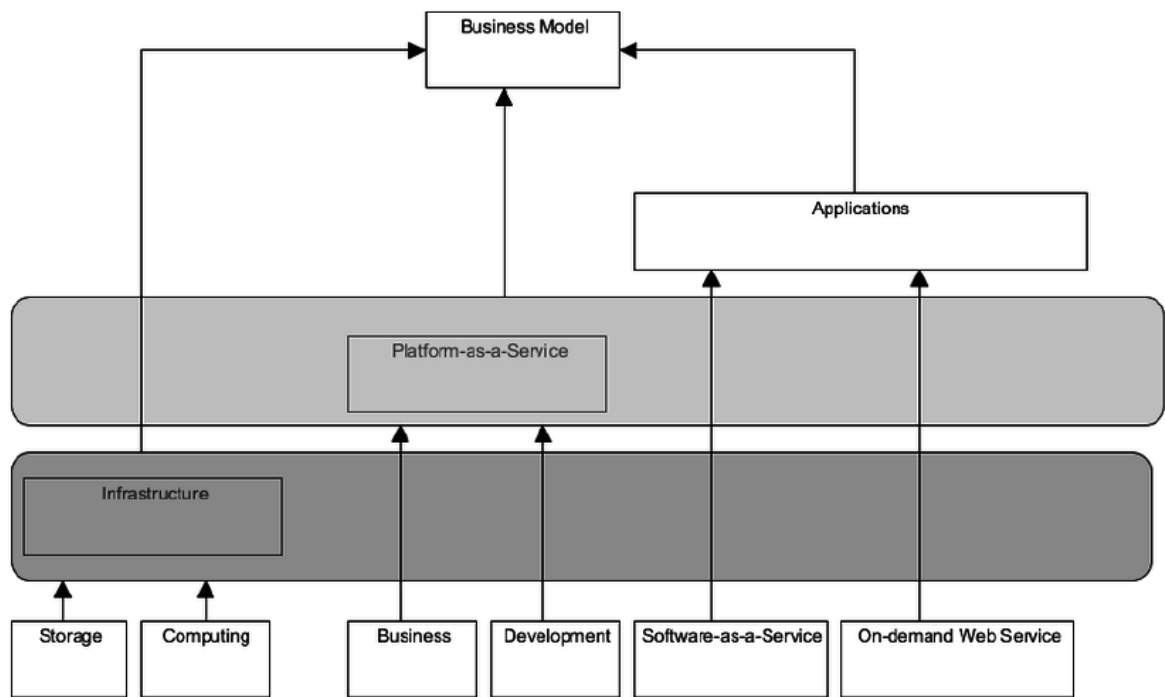 Business Model
Applications
Platform-as-a-Service
Infrastructure
Storage
Computing
Business
Development
Software-as-a-Service
On-demand Web Service